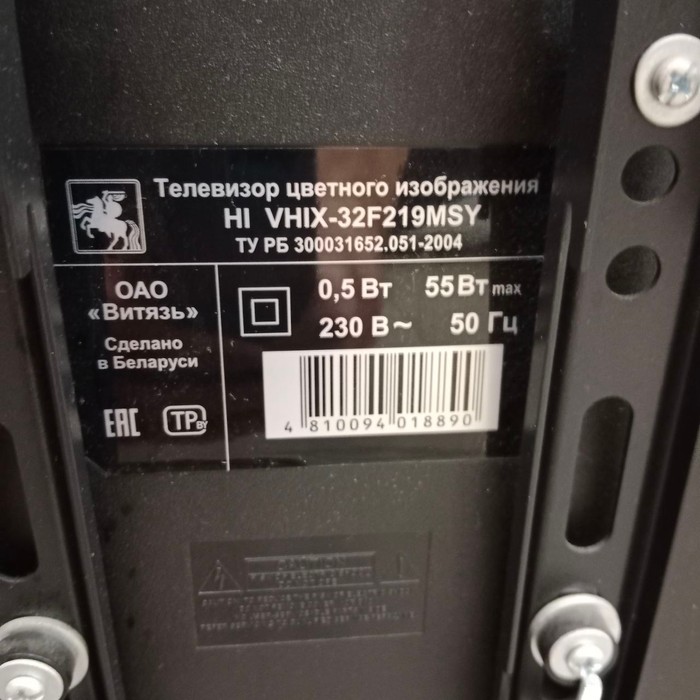 Телевизор цветного изображения
HI VHIX-32F219MSY
ТУ РБ 300031652.051-2004
ОАО
«Витязь»
Сделано
в Беларуси
EAC TP BY
0,5 Вт 55 Вт max
230 В ~ 50 Гц
4 810094 018890
CAUTION